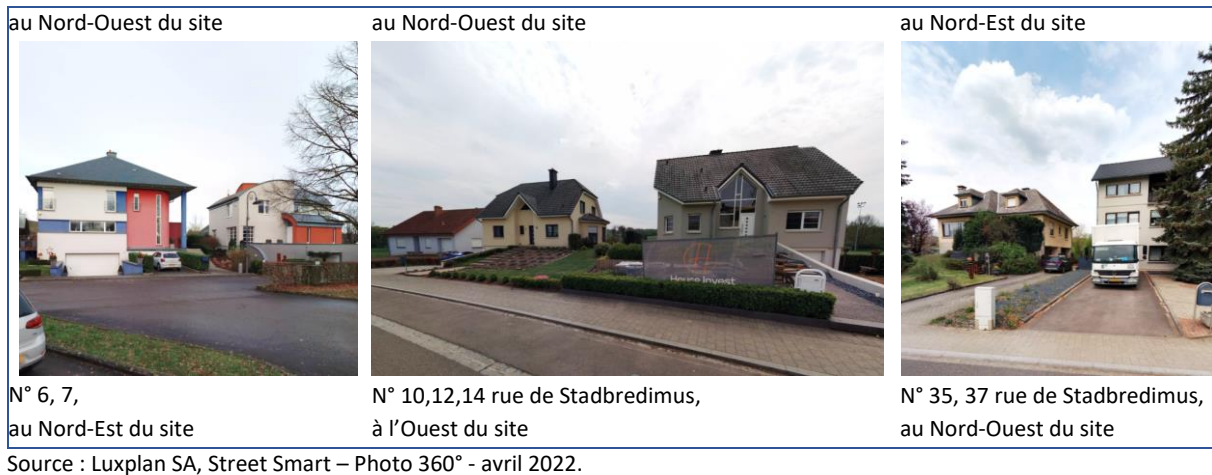 au Nord-Ouest du site
au Nord-Ouest du site
au Nord-Est du site
House Invest
N° 6, 7,
au Nord-Est du site
N° 10,12,14 rue de Stadbredimus,
à l’Ouest du site
N° 35, 37 rue de Stadbredimus,
au Nord-Ouest du site
Source : Luxplan SA, Street Smart – Photo 360° - avril 2022.